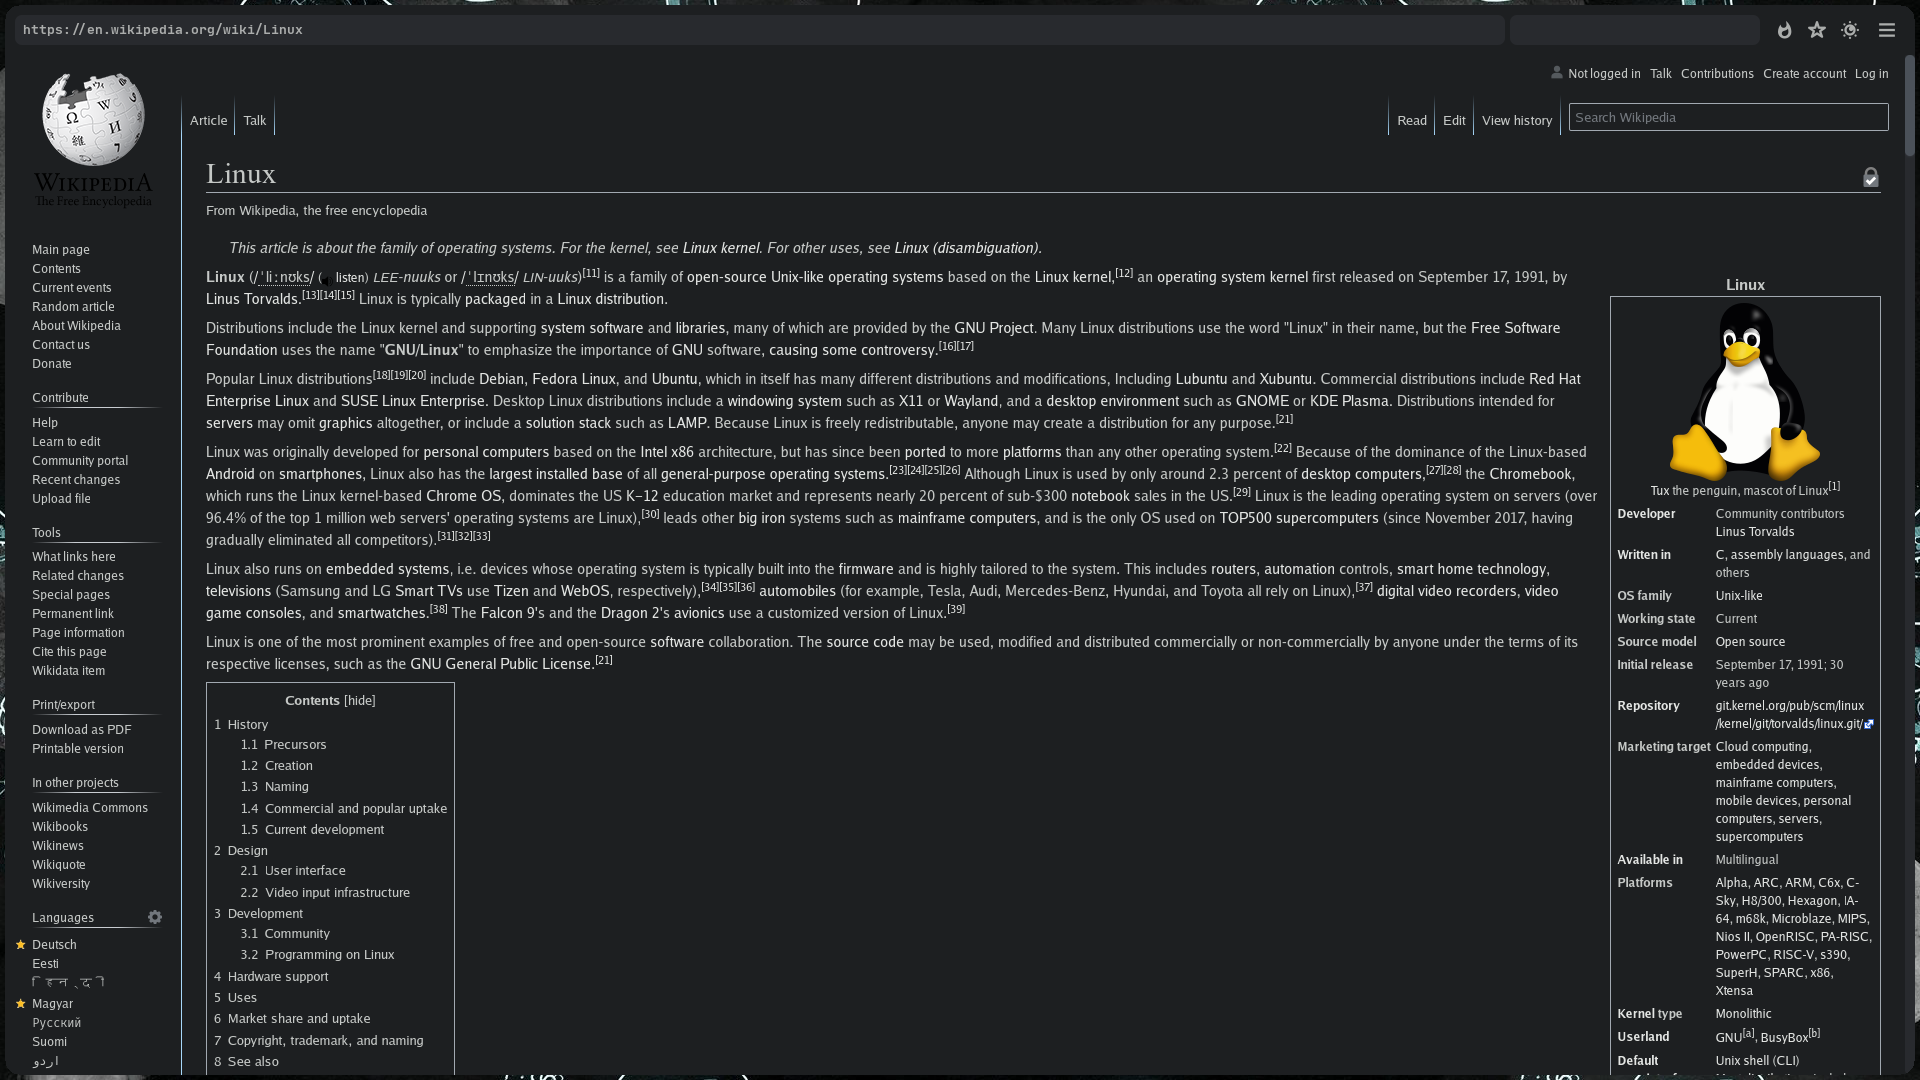 https://en.wikipedia.org/wiki/Linux
Not logged in Talk Contributions Create account Log in
Article Talk
Read Edit View history Search Wikipedia
WIKIPEDIA
The Free Encyclopedia
Main page
Contents
Current events
Random article
About Wikipedia
Contact us
Donate
Contribute
Help
Learn to edit
Community portal
Recent changes
Upload file
Tools
What links here
Related changes
Special pages
Permanent link
Page information
Cite this page
Wikidata item
Print/export
Download as PDF
Printable version
In other projects
Wikimedia Commons
Wikibooks
Wikinews
Wikiquote
Wikiversity
Languages
Deutsch
Eesti
हिन्दी
Magyar
Русский
Suomi
اردو
Linux
From Wikipedia, the free encyclopedia
This article is about the family of operating systems. For the kernel, see Linux kernel. For other uses, see Linux (disambiguation).
Linux (/ˈliːnʊks/ (listen) LEE-nuuks or /ˈlɪnʊks/ LIN-uuks)[11] is a family of open-source Unix-like operating systems based on the Linux kernel,[12] an operating system kernel first released on September 17, 1991, by
Linus Torvalds.[13][14][15] Linux is typically packaged in a Linux distribution.
Distributions include the Linux kernel and supporting system software and libraries, many of which are provided by the GNU Project. Many Linux distributions use the word "Linux" in their name, but the Free Software
Foundation uses the name "GNU/Linux" to emphasize the importance of GNU software, causing some controversy.[16][17]
Popular Linux distributions[18][19][20] include Debian, Fedora Linux, and Ubuntu, which in itself has many different distributions and modifications, Including Lubuntu and Xubuntu. Commercial distributions include Red Hat
Enterprise Linux and SUSE Linux Enterprise. Desktop Linux distributions include a windowing system such as X11 or Wayland, and a desktop environment such as GNOME or KDE Plasma. Distributions intended for
servers may omit graphics altogether, or include a solution stack such as LAMP. Because Linux is freely redistributable, anyone may create a distribution for any purpose.[21]
Linux was originally developed for personal computers based on the Intel x86 architecture, but has since been ported to more platforms than any other operating system.[22] Because of the dominance of the Linux-based
Android on smartphones, Linux also has the largest installed base of all general-purpose operating systems.[23][24][25][26] Although Linux is used by only around 2.3 percent of desktop computers,[27][28] the Chromebook,
which runs the Linux kernel-based Chrome OS, dominates the US K–12 education market and represents nearly 20 percent of sub-$300 notebook sales in the US.[29] Linux is the leading operating system on servers (over
96.4% of the top 1 million web servers' operating systems are Linux),[30] leads other big iron systems such as mainframe computers, and is the only OS used on TOP500 supercomputers (since November 2017, having
gradually eliminated all competitors).[31][32][33]
Linux also runs on embedded systems, i.e. devices whose operating system is typically built into the firmware and is highly tailored to the system. This includes routers, automation controls, smart home technology,
televisions (Samsung and LG Smart TVs use Tizen and WebOS, respectively),[34][35][36] automobiles (for example, Tesla, Audi, Mercedes-Benz, Hyundai, and Toyota all rely on Linux),[37] digital video recorders, video
game consoles, and smartwatches.[38] The Falcon 9's and the Dragon 2's avionics use a customized version of Linux.[39]
Linux is one of the most prominent examples of free and open-source software collaboration. The source code may be used, modified and distributed commercially or non-commercially by anyone under the terms of its
respective licenses, such as the GNU General Public License.[21]
Contents [hide]
1 History
1.1 Precursors
1.2 Creation
1.3 Naming
1.4 Commercial and popular uptake
1.5 Current development
2 Design
2.1 User interface
2.2 Video input infrastructure
3 Development
3.1 Community
3.2 Programming on Linux
4 Hardware support
5 Uses
6 Market share and uptake
7 Copyright, trademark, and naming
8 See also
Linux
Tux the penguin, mascot of Linux[1]
Developer Community contributors
Linus Torvalds
Written in C, assembly languages, and
others
OS family Unix-like
Working state Current
Source model Open source
Initial release September 17, 1991; 30
years ago
Repository git.kernel.org/pub/scm/linux
/kernel/git/torvalds/linux.git/
Marketing target Cloud computing,
embedded devices,
mainframe computers,
mobile devices, personal
computers, servers,
supercomputers
Available in Multilingual
Platforms Alpha, ARC, ARM, C6x, C-
Sky, H8/300, Hexagon, IA-
64, m68k, Microblaze, MIPS,
Nios II, OpenRISC, PA-RISC,
PowerPC, RISC-V, s390,
SuperH, SPARC, x86,
Xtensa
Kernel type Monolithic
Userland GNU[a], BusyBox[b]
Default Unix shell (CLI)